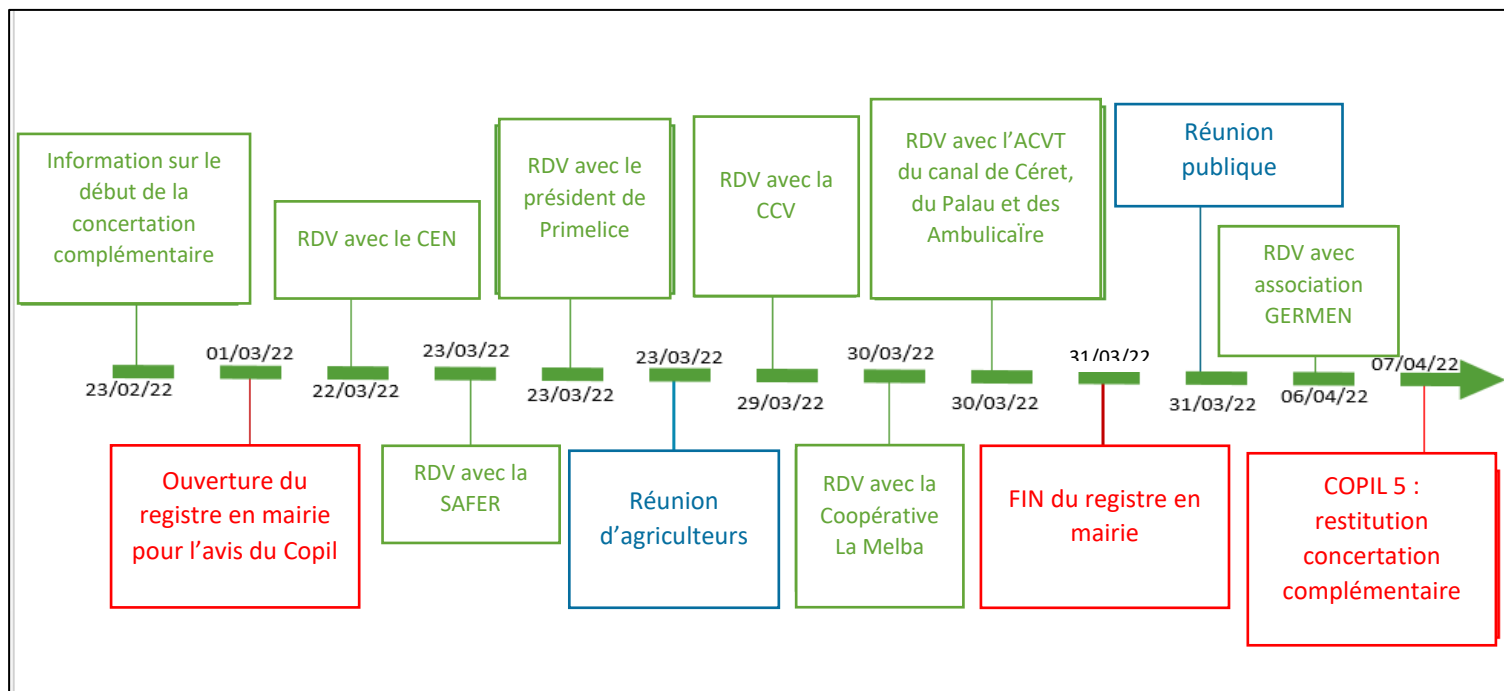 Information sur le
début de la
concertation
complémentaire
23/02/22
01/03/22
Ouverture du
registre en mairie
pour l'avis du Copil
RDV avec le CEN
22/03/22
23/03/22
RDV avec la
SAFER
RDV avec le
président de
Primelice
23/03/22
23/03/22
Réunion
d'agriculteurs
RDV avec la
CCV
29/03/22
30/03/22
RDV avec la
Coopérative
La Melba
RDV avec l'ACVT
du canal de Céret,
du Palau et des
AmbulicaÏre
30/03/22
31/03/22
FIN du registre en
mairie
Réunion
publique
31/03/22
RDV avec
association
GERMEN
06/04/22
07/04/22
COPIL 5 :
restitution
concertation
complémentaire